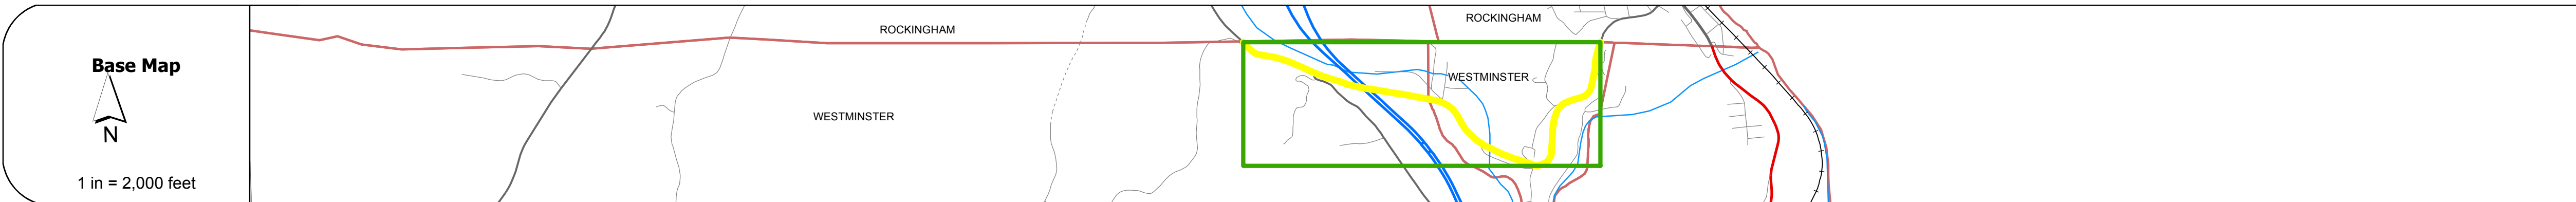 Base Map
N
1 in = 2,000 feet
ROCKINGHAM
WESTMINSTER
ROCKINGHAM
WESTMINSTER